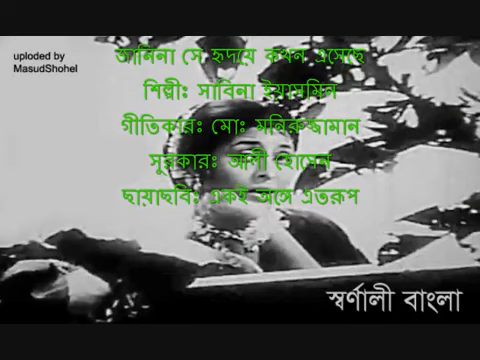 uploded by
MasudShohel
জানিনা সে হৃদয়ে কখন এসেছে
শিল্পীঃ সাবিনা ইয়াসমিন
গীতিকারঃ মোঃ মনিরুজ্জামান
সুরকারঃ আলী হোসেন
ছায়াছবিঃ একই অঙ্গে এতরূপ
স্বর্ণালী বাংলা